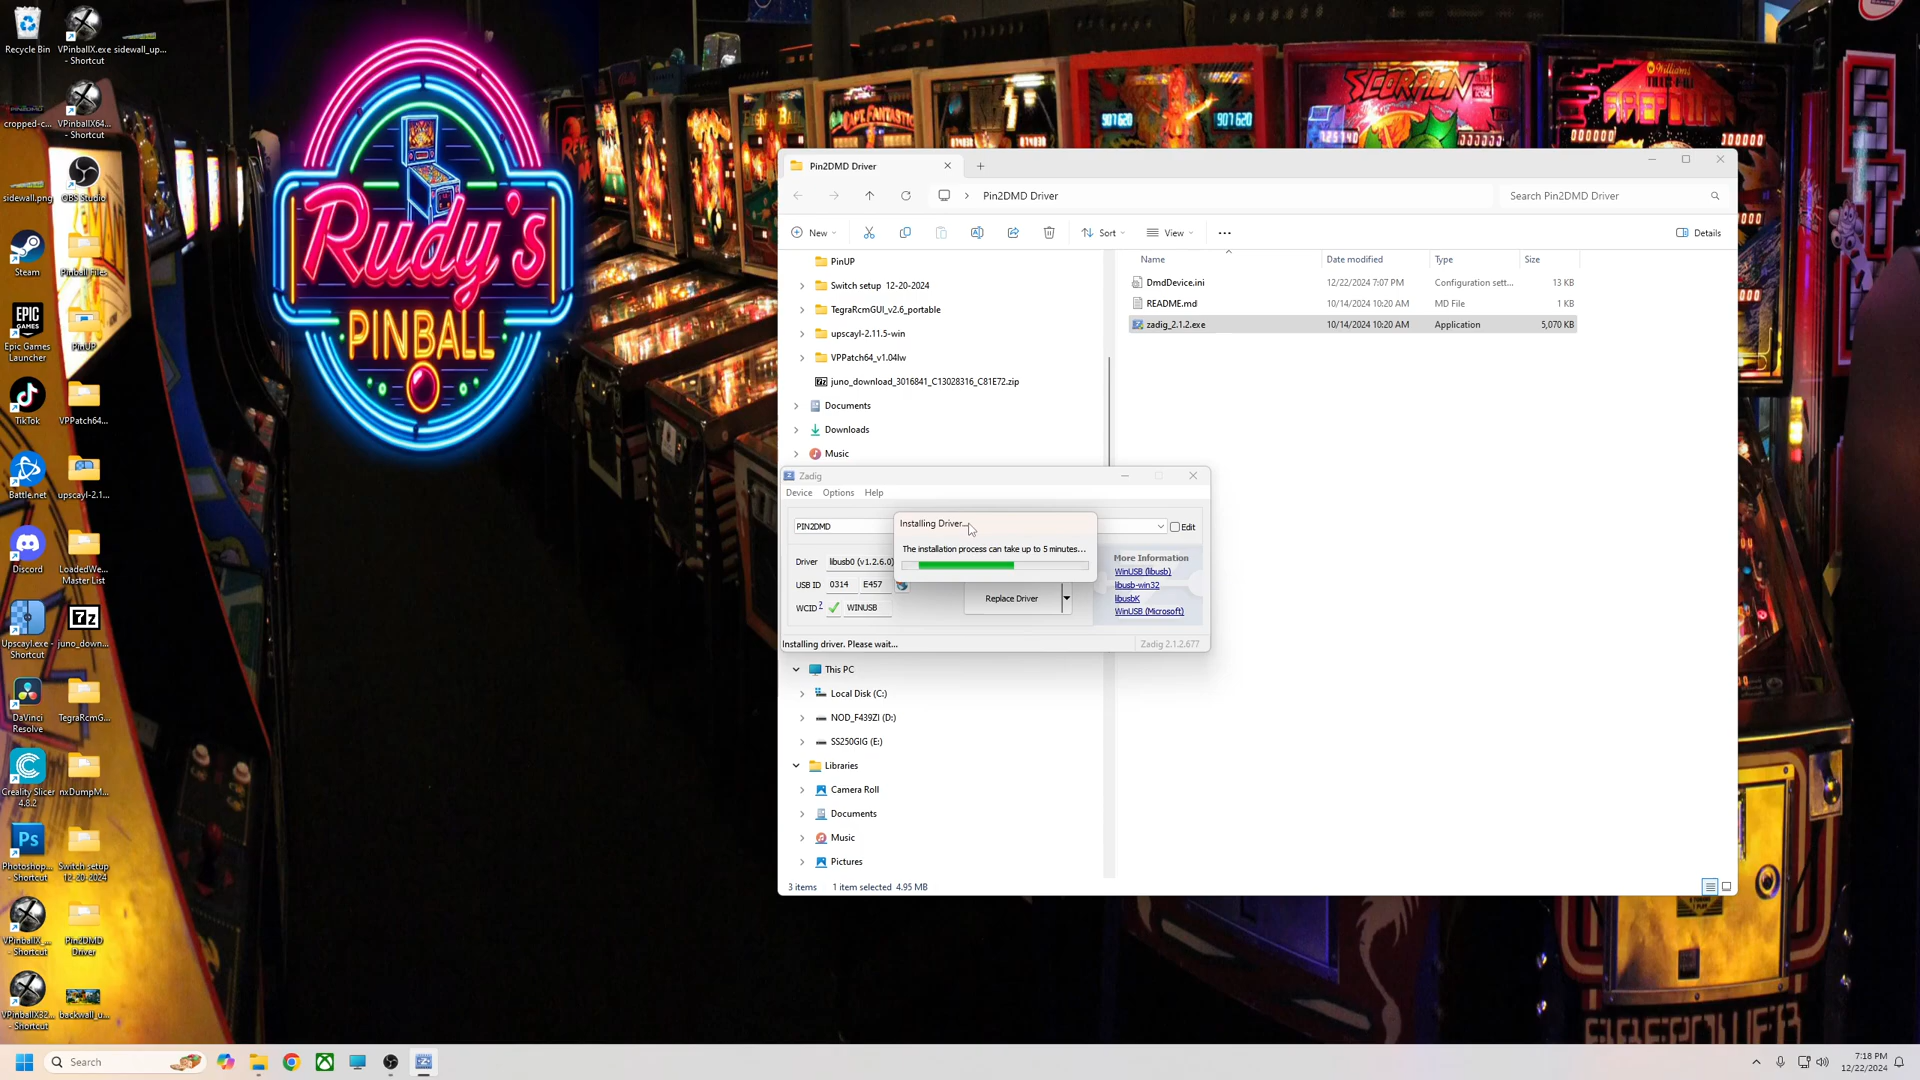 Recycle Bin
VPinballX.exe - Shortcut
sidewall_up...
cropped-c...
VPinballX64... - Shortcut
sidewall.png
OBS Studio
Steam
Pinball Files
Epic Games Launcher
PinUP
TikTok
VPPatch64...
Battle.net
upscayl-2.1...
Discord
LoadedWe... Master List
Upscayl.exe - Shortcut
juno_down...
DaVinci Resolve
TegraRcmG...
Creality Slicer 4.8.2
nxDumpM...
Photoshop... - Shortcut
Switch setup 12-20-2024
VPinballX_... - Shortcut
Pin2DMD Driver
VPinballX32... - Shortcut
backwall_u...
Rudy's
PINBALL
CAPT. FANTASTIC
907620
907620
SCORPION
Williams
FIREPOWER
000000
000000
Pin2DMD Driver
Pin2DMD Driver
Search Pin2DMD Driver
New
Sort
View
Details
PinUP
Switch setup 12-20-2024
TegraRcmGUI_v2.6_portable
upscayl-2.11.5-win
VPPatch64_v1.04lw
juno_download_3016841_C13028316_C81E72.zip
Documents
Downloads
Music
Name Date modified Type Size
DmdDevice.ini 12/22/2024 7:07 PM Configuration sett... 13 KB
README.md 10/14/2024 10:20 AM MD File 1 KB
zadig_2.1.2.exe 10/14/2024 10:20 AM Application 5,070 KB
Zadig
Device Options Help
PIN2DMD
Edit
Installing Driver...
The installation process can take up to 5 minutes...
Driver libusb0 (v1.2.6.0)
USB ID 0314 E457
WCID ? WINUSB
Replace Driver
More Information
WinUSB (libusb)
libusb-win32
libusbK
WinUSB (Microsoft)
Installing driver. Please wait...
Zadig 2.1.2.677
This PC
Local Disk (C:)
NOD_F439ZI (D:)
SS250GIG (E:)
Libraries
Camera Roll
Documents
Music
Pictures
3 items 1 item selected 4.95 MB
Search
7:18 PM
12/22/2024